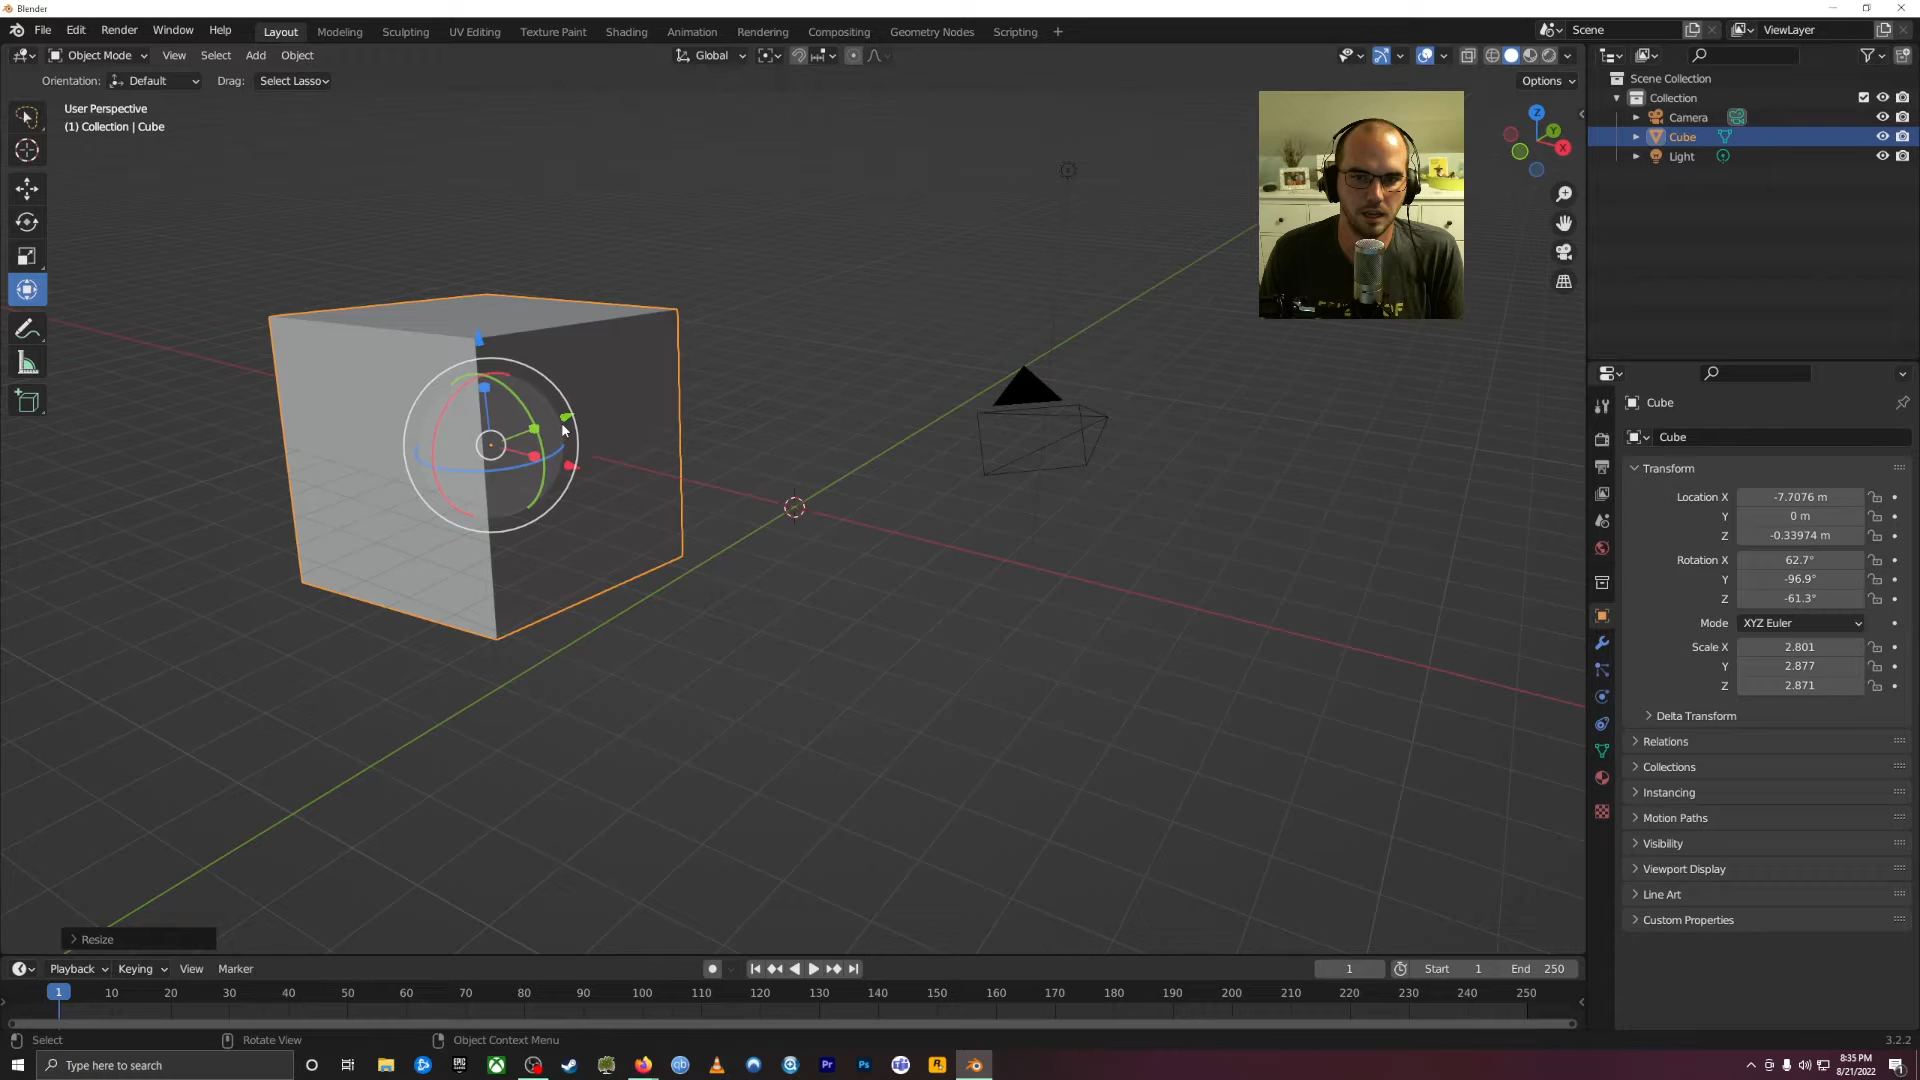 Blender
File Edit Render Window Help Layout Modeling Sculpting UV Editing Texture Paint Shading Animation Rendering Compositing Geometry Nodes Scripting + Scene ViewLayer
Object Mode View Select Add Object Global
Orientation: Default Drag: Select Lasso Options
User Perspective
(1) Collection | Cube
Z
Y
X
Scene Collection
Collection
Camera
Cube
Light
Cube
Cube
Transform
Location X -7.7076 m
Y 0 m
Z -0.33974 m
Rotation X 62.7°
Y -96.9°
Z -61.3°
Mode XYZ Euler
Scale X 2.801
Y 2.877
Z 2.871
Delta Transform
Relations
Collections
Instancing
Motion Paths
Visibility
Viewport Display
Line Art
Custom Properties
Resize
Playback Keying View Marker 1 Start 1 End 250
1 10 20 30 40 50 60 70 80 90 100 110 120 130 140 150 160 170 180 190 200 210 220 230 240 250
Select Rotate View Object Context Menu 3.2.2
Type here to search
EPIC
qb
Pr
Ps
R
8:35 PM
8/21/2022
1